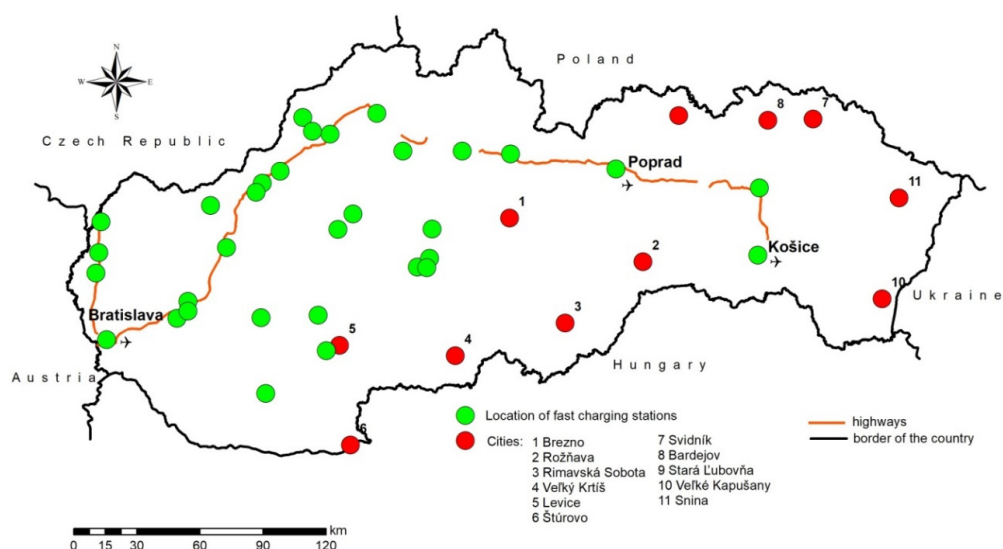 N
W E
S
Poland
Czech Republic
9
8
7
Poprad
11
1
Košice
2
10
Ukraine
Bratislava
3
5
4
Austria
Hungary
6
Location of fast charging stations
Cities:
1 Brezno
2 Rožňava
3 Rimavská Sobota
4 Veľký Krtíš
5 Levice
6 Štúrovo
7 Svidník
8 Bardejov
9 Stará Ľubovňa
10 Veľké Kapušany
11 Snina
highways
border of the country
km
0 15 30 60 90 120